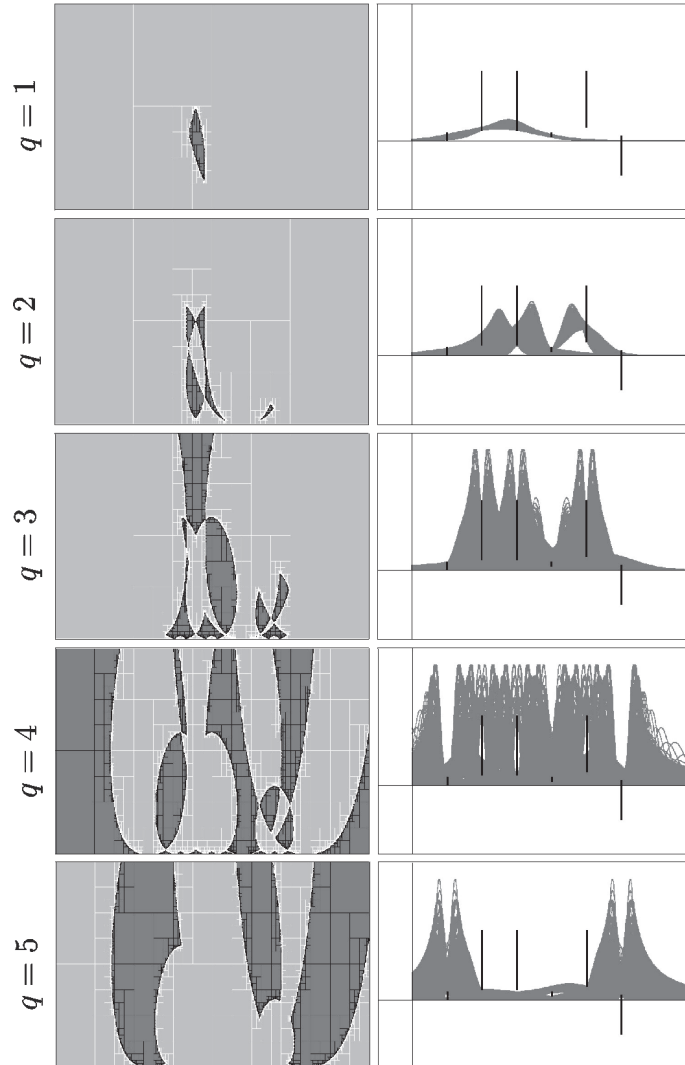 q = 1
q = 2
q = 3
q = 4
q = 5